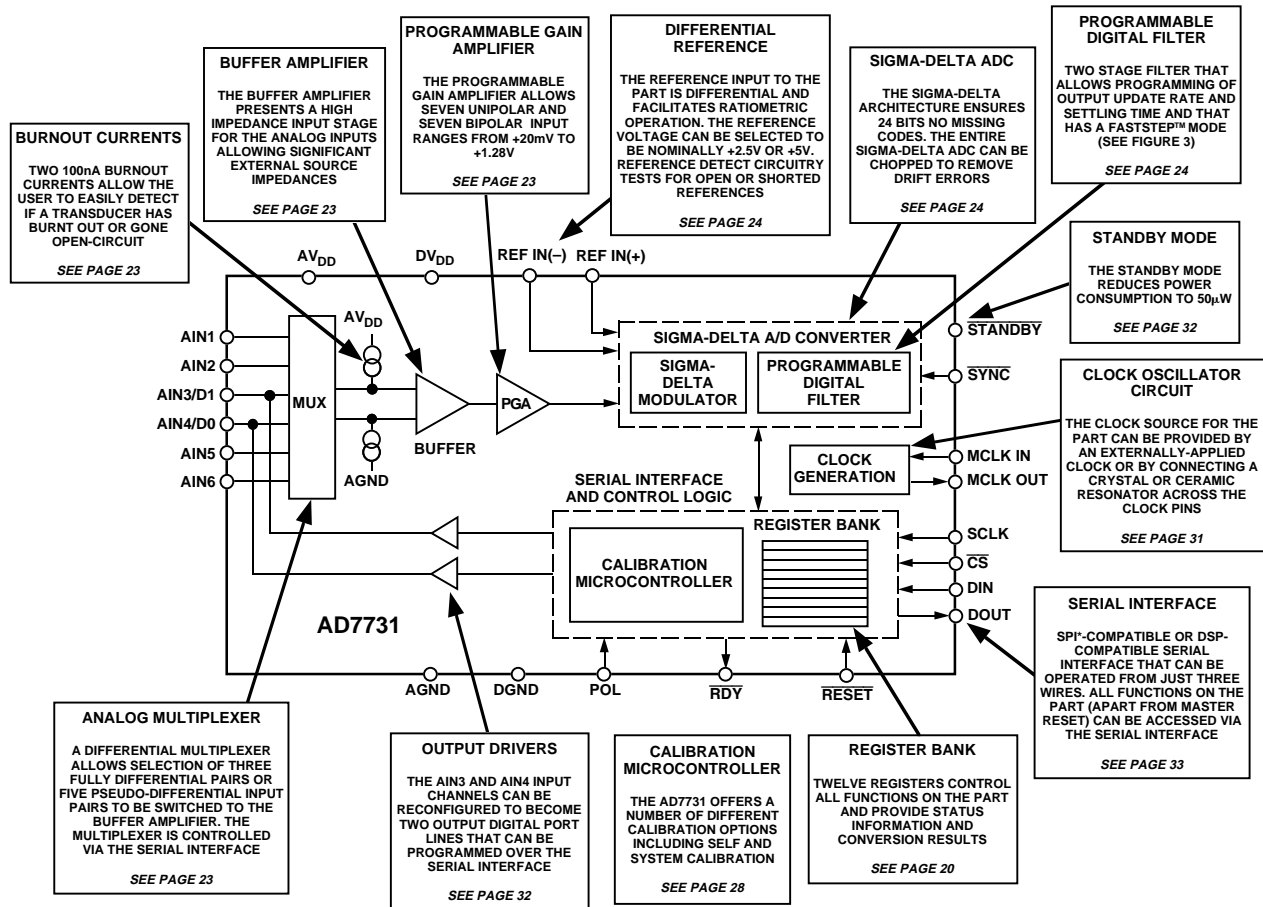 PROGRAMMABLE GAIN
AMPLIFIER
THE PROGRAMMABLE
GAIN AMPLIFIER ALLOWS
SEVEN UNIPOLAR AND
SEVEN BIPOLAR INPUT
RANGES FROM +20mV TO
+1.28V
SEE PAGE 23
DIFFERENTIAL
REFERENCE
THE REFERENCE INPUT TO THE
PART IS DIFFERENTIAL AND
FACILITATES RATIOMETRIC
OPERATION. THE REFERENCE
VOLTAGE CAN BE SELECTED TO
BE NOMINALLY +2.5V OR +5V.
REFERENCE DETECT CIRCUITRY
TESTS FOR OPEN OR SHORTED
REFERENCES
SEE PAGE 24
PROGRAMMABLE
DIGITAL FILTER
TWO STAGE FILTER THAT
ALLOWS PROGRAMMING OF
OUTPUT UPDATE RATE AND
SETTLING TIME AND THAT
HAS A FASTSTEP™ MODE
(SEE FIGURE 3)
SEE PAGE 24
BUFFER AMPLIFIER
THE BUFFER AMPLIFIER
PRESENTS A HIGH
IMPEDANCE INPUT STAGE
FOR THE ANALOG INPUTS
ALLOWING SIGNIFICANT
EXTERNAL SOURCE
IMPEDANCES
SEE PAGE 23
SIGMA-DELTA ADC
THE SIGMA-DELTA
ARCHITECTURE ENSURES
24 BITS NO MISSING
CODES. THE ENTIRE
SIGMA-DELTA ADC CAN BE
CHOPPED TO REMOVE
DRIFT ERRORS
SEE PAGE 24
BURNOUT CURRENTS
TWO 100nA BURNOUT
CURRENTS ALLOW THE
USER TO EASILY DETECT
IF A TRANSDUCER HAS
BURNT OUT OR GONE
OPEN-CIRCUIT
SEE PAGE 23
STANDBY MODE
THE STANDBY MODE
REDUCES POWER
CONSUMPTION TO 50µW
SEE PAGE 32
AVDD
DVDD
REF IN(–)
REF IN(+)
AIN1
AIN2
AIN3/D1
AIN4/D0
AIN5
AIN6
MUX
AVDD
AGND
BUFFER
PGA
SIGMA-DELTA A/D CONVERTER
SIGMA-
DELTA
MODULATOR
PROGRAMMABLE
DIGITAL
FILTER
STANDBY
SYNC
CLOCK
GENERATION
MCLK IN
MCLK OUT
CLOCK OSCILLATOR
CIRCUIT
THE CLOCK SOURCE FOR THE
PART CAN BE PROVIDED BY
AN EXTERNALLY-APPLIED
CLOCK OR BY CONNECTING A
CRYSTAL OR CERAMIC
RESONATOR ACROSS THE
CLOCK PINS
SEE PAGE 31
SERIAL INTERFACE
AND CONTROL LOGIC
REGISTER BANK
CALIBRATION
MICROCONTROLLER
SCLK
CS
DIN
DOUT
AD7731
AGND
DGND
POL
RDY
RESET
SERIAL INTERFACE
SPI*-COMPATIBLE OR DSP-
COMPATIBLE SERIAL
INTERFACE THAT CAN BE
OPERATED FROM JUST THREE
WIRES. ALL FUNCTIONS ON THE
PART (APART FROM MASTER
RESET) CAN BE ACCESSED VIA
THE SERIAL INTERFACE
SEE PAGE 33
ANALOG MULTIPLEXER
A DIFFERENTIAL MULTIPLEXER
ALLOWS SELECTION OF THREE
FULLY DIFFERENTIAL PAIRS OR
FIVE PSEUDO-DIFFERENTIAL INPUT
PAIRS TO BE SWITCHED TO THE
BUFFER AMPLIFIER. THE
MULTIPLEXER IS CONTROLLED
VIA THE SERIAL INTERFACE
SEE PAGE 23
OUTPUT DRIVERS
THE AIN3 AND AIN4 INPUT
CHANNELS CAN BE
RECONFIGURED TO BECOME
TWO OUTPUT DIGITAL PORT
LINES THAT CAN BE
PROGRAMMED OVER THE
SERIAL INTERFACE
SEE PAGE 32
CALIBRATION
MICROCONTROLLER
THE AD7731 OFFERS A
NUMBER OF DIFFERENT
CALIBRATION OPTIONS
INCLUDING SELF AND
SYSTEM CALIBRATION
SEE PAGE 28
REGISTER BANK
TWELVE REGISTERS CONTROL
ALL FUNCTIONS ON THE PART
AND PROVIDE STATUS
INFORMATION AND
CONVERSION RESULTS
SEE PAGE 20